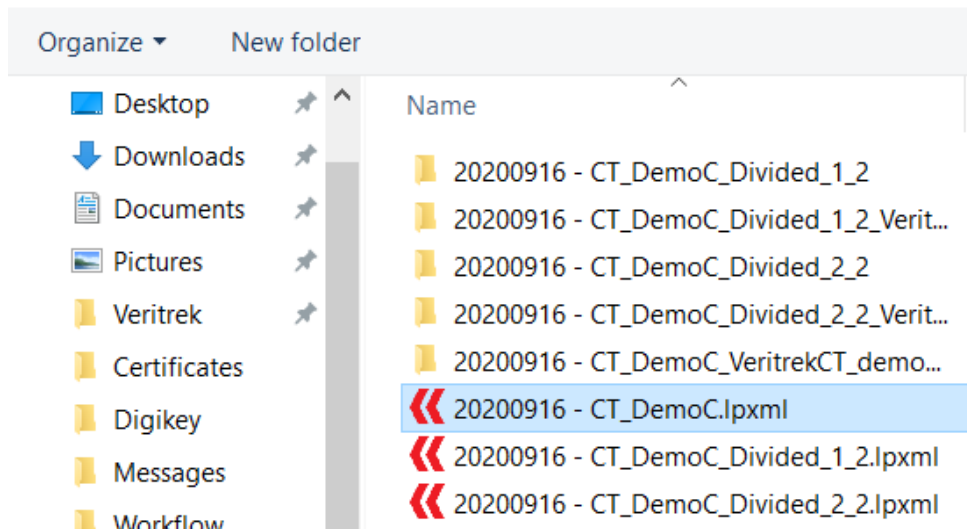 Organize New folder
Desktop
Downloads
Documents
Pictures
Veritrek
Certificates
Digikey
Messages
Workflow
Name
20200916 - CT_DemoC_Divided_1_2
20200916 - CT_DemoC_Divided_1_2_Verit...
20200916 - CT_DemoC_Divided_2_2
20200916 - CT_DemoC_Divided_2_2_Verit...
20200916 - CT_DemoC_VeritrekCT_demo...
20200916 - CT_DemoC.lpxml
20200916 - CT_DemoC_Divided_1_2.lpxml
20200916 - CT_DemoC_Divided_2_2.lpxml